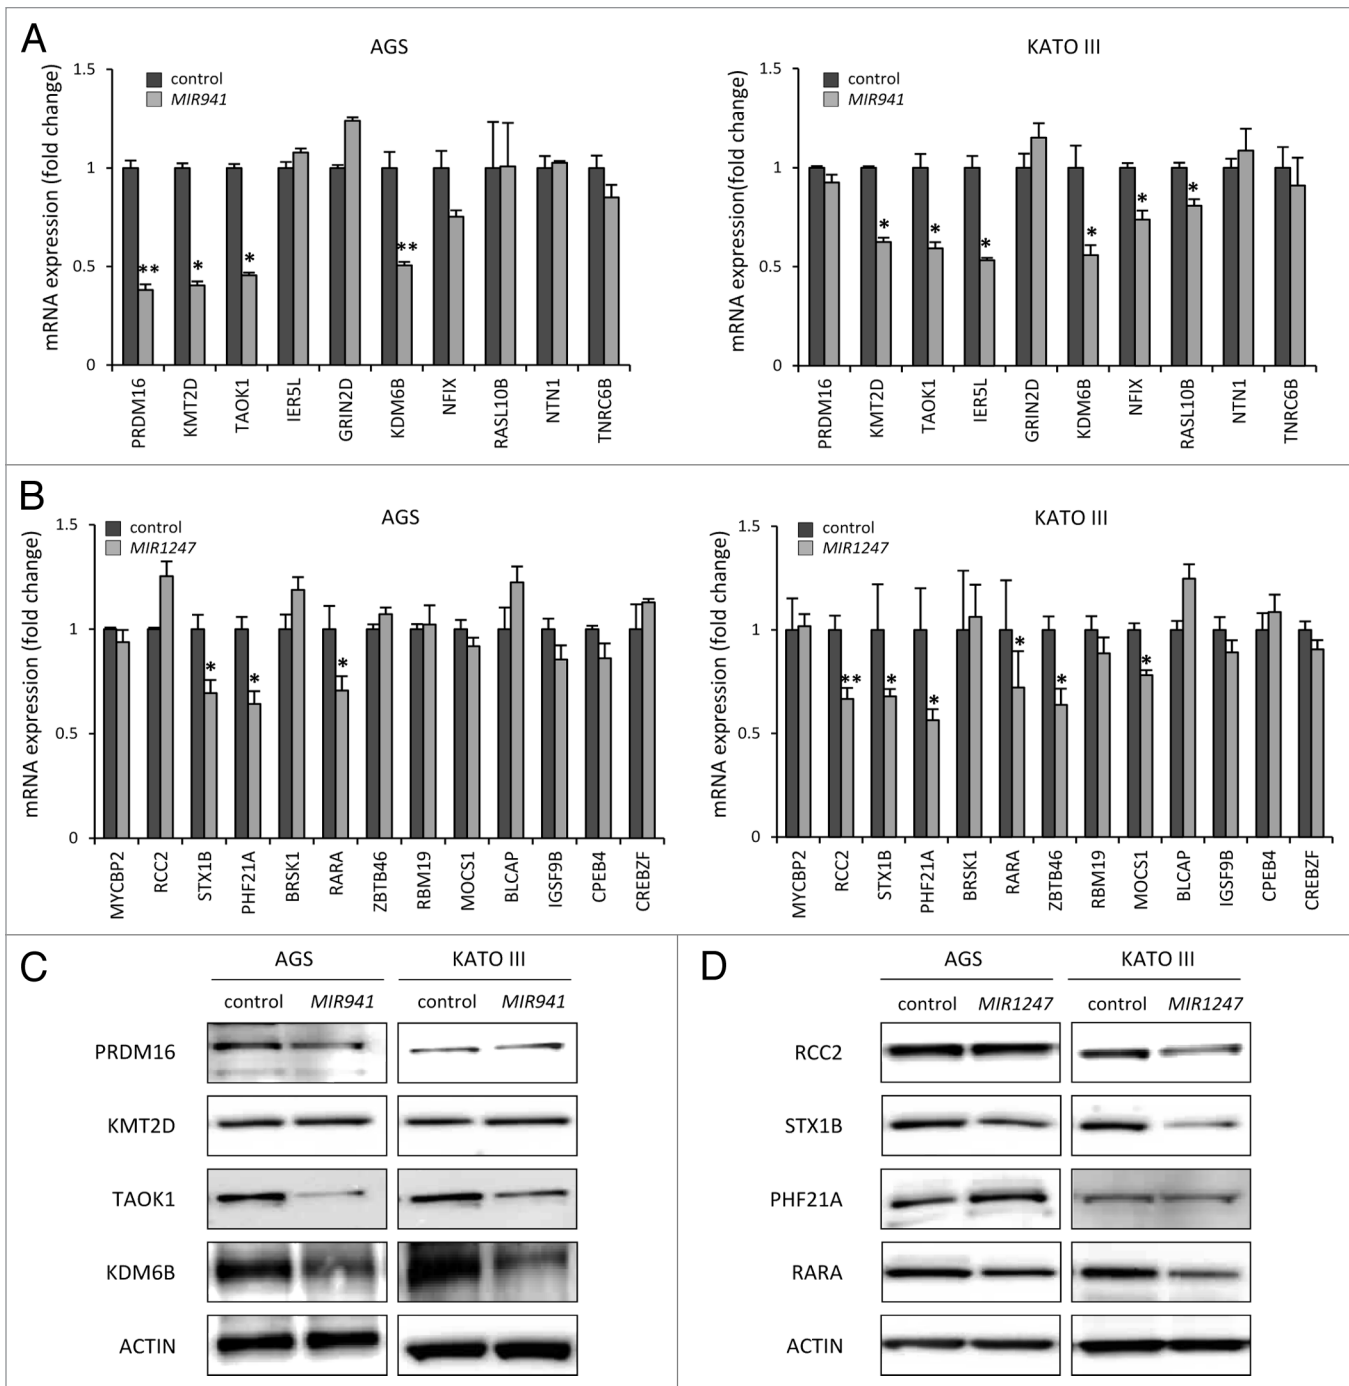 A
AGS
mRNA expression (fold change)
control
MIR941
1.5
1
0.5
0
** * * **
PRDM16 KMT2D TAOK1 IER5L GRIN2D KDM6B NFIX RASL10B NTN1 TNRC6B
KATO III
mRNA expression(fold change)
control
MIR941
1.5
1
0.5
0
* * * * * *
PRDM16 KMT2D TAOK1 IER5L GRIN2D KDM6B NFIX RASL10B NTN1 TNRC6B
B
AGS
mRNA expression (fold change)
control
MIR1247
1.5
1
0.5
0
* * *
MYCBP2 RCC2 STX1B PHF21A BRSK1 RARA ZBTB46 RBM19 MOCS1 BLCAP IGSF9B CPEB4 CREBZF
KATO III
mRNA expression (fold change)
control
MIR1247
1.5
1
0.5
0
** * * * * *
MYCBP2 RCC2 STX1B PHF21A BRSK1 RARA ZBTB46 RBM19 MOCS1 BLCAP IGSF9B CPEB4 CREBZF
C
AGS KATO III
control MIR941 control MIR941
PRDM16
KMT2D
TAOK1
KDM6B
ACTIN
D
AGS KATO III
control MIR1247 control MIR1247
RCC2
STX1B
PHF21A
RARA
ACTIN